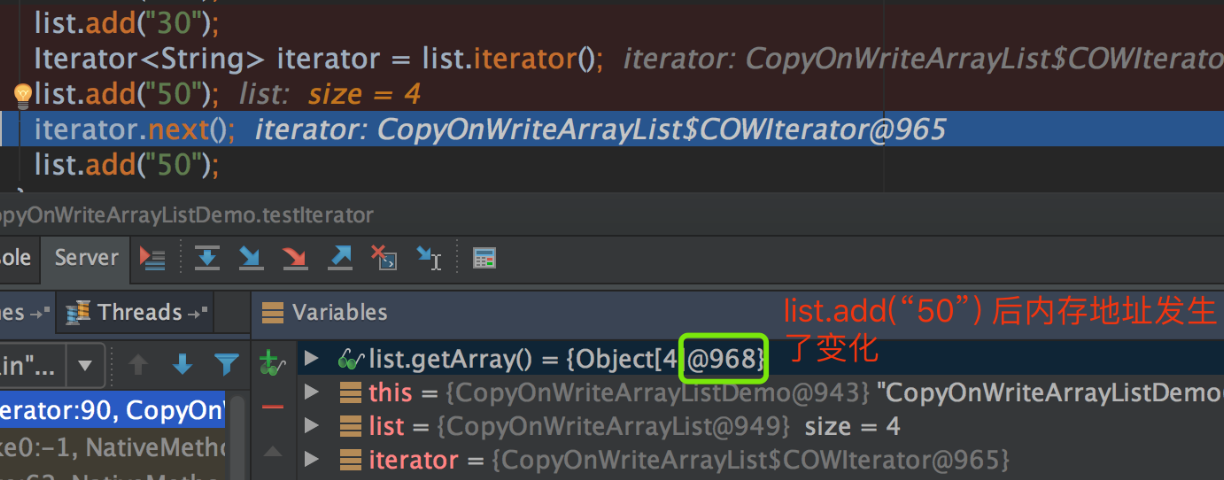 list.add("30");
Iterator<String> iterator = list.iterator(); iterator: CopyOnWriteArrayList$COWIterato
list.add("50"); list: size = 4
iterator.next(); iterator: CopyOnWriteArrayList$COWIterator@965
list.add("50");
opyOnWriteArrayListDemo.testIterator
ole Server
nes Threads Variables
list.add(“50”) 后内存地址发生
了变化
ain"...
list.getArray() = {Object[4]@968}
this = {CopyOnWriteArrayListDemo@943} "CopyOnWriteArrayListDemo
erator:90, CopyOnW
list = {CopyOnWriteArrayList@949} size = 4
ke0:-1, NativeMetho
iterator = {CopyOnWriteArrayList$COWIterator@965}